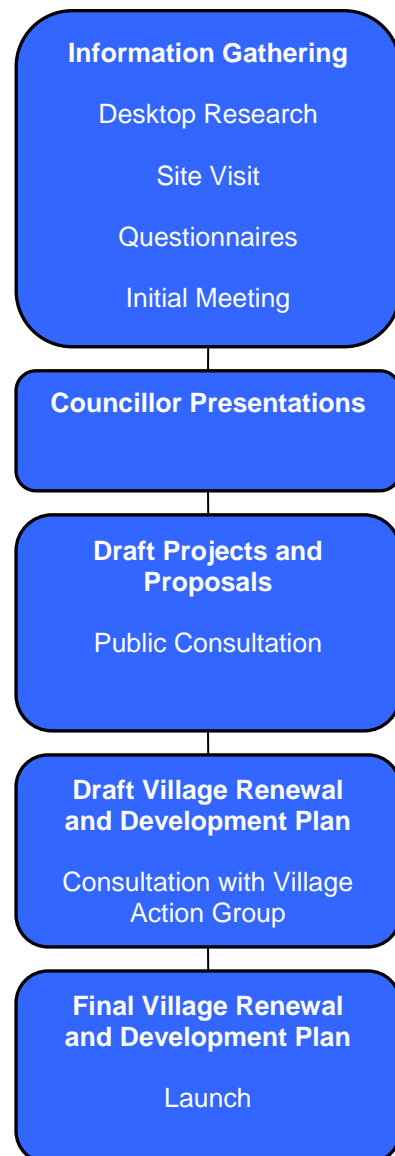 Information Gathering
Desktop Research
Site Visit
Questionnaires
Initial Meeting
Councillor Presentations
Draft Projects and
Proposals
Public Consultation
Draft Village Renewal
and Development Plan
Consultation with Village
Action Group
Final Village Renewal
and Development Plan
Launch